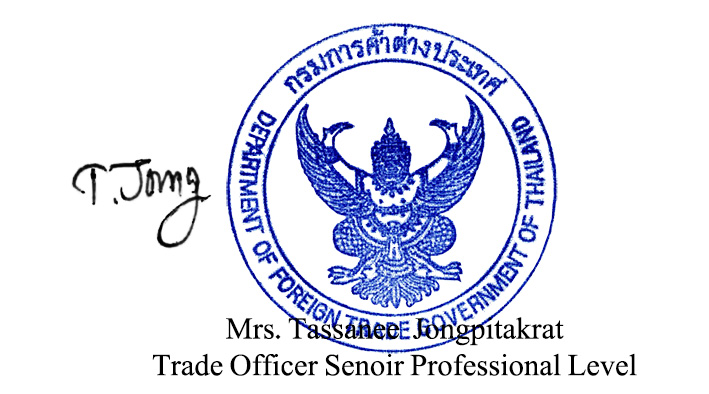 กรมการค้าต่างประเทศ
DEPARTMENT OF FOREIGN TRADE GOVERNMENT OF THAILAND
T. Jong
Mrs. Tassanee Jongpitakrat
Trade Officer Senoir Professional Level